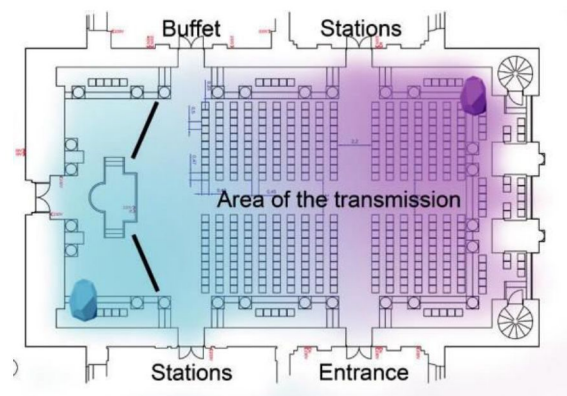 Buffet
Stations
Area of the transmission
Stations
Entrance